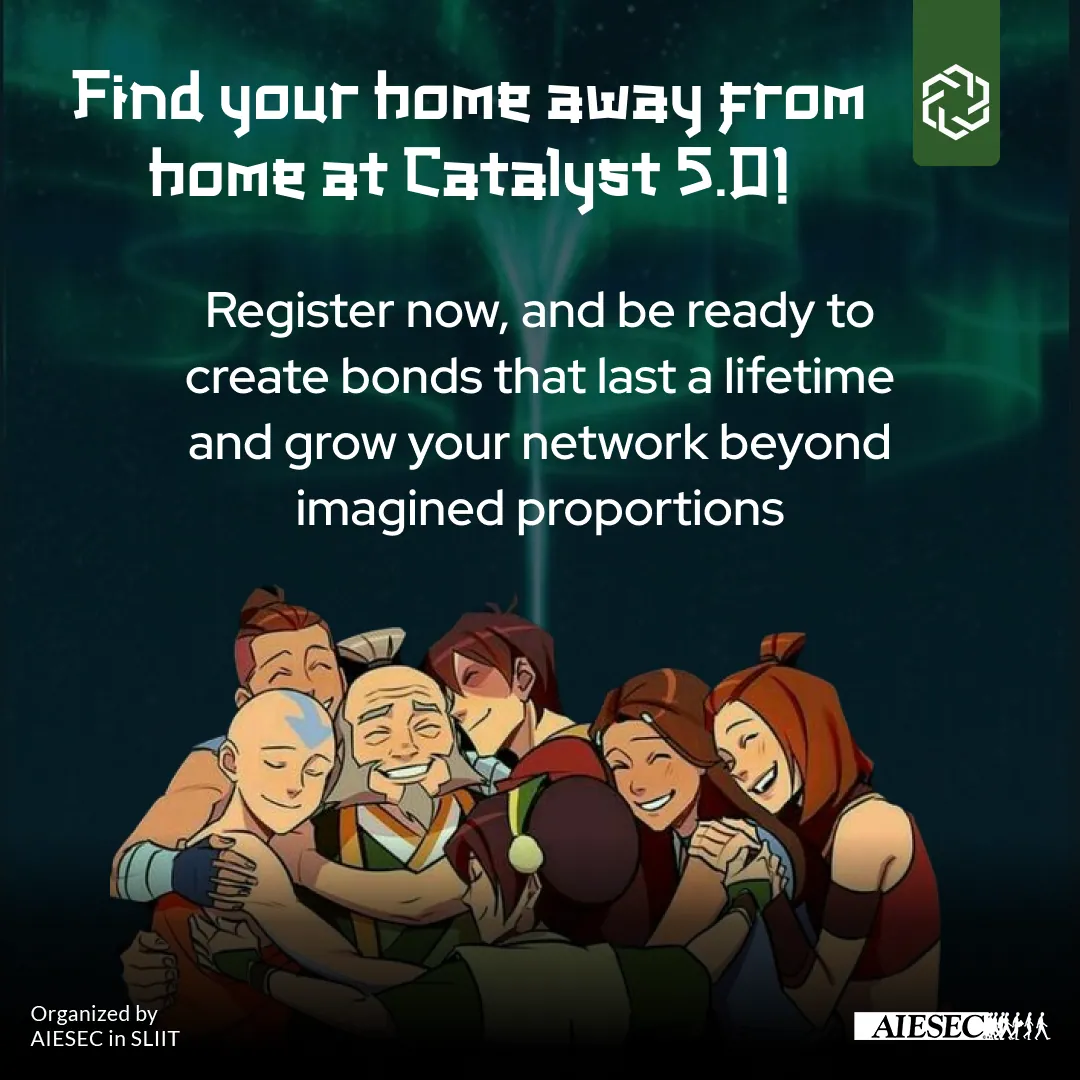 Find your home away from
home at Catalyst 5.0!
Register now, and be ready to
create bonds that last a lifetime
and grow your network beyond
imagined proportions
Organized by
AIESEC in SLIIT
AIESEC